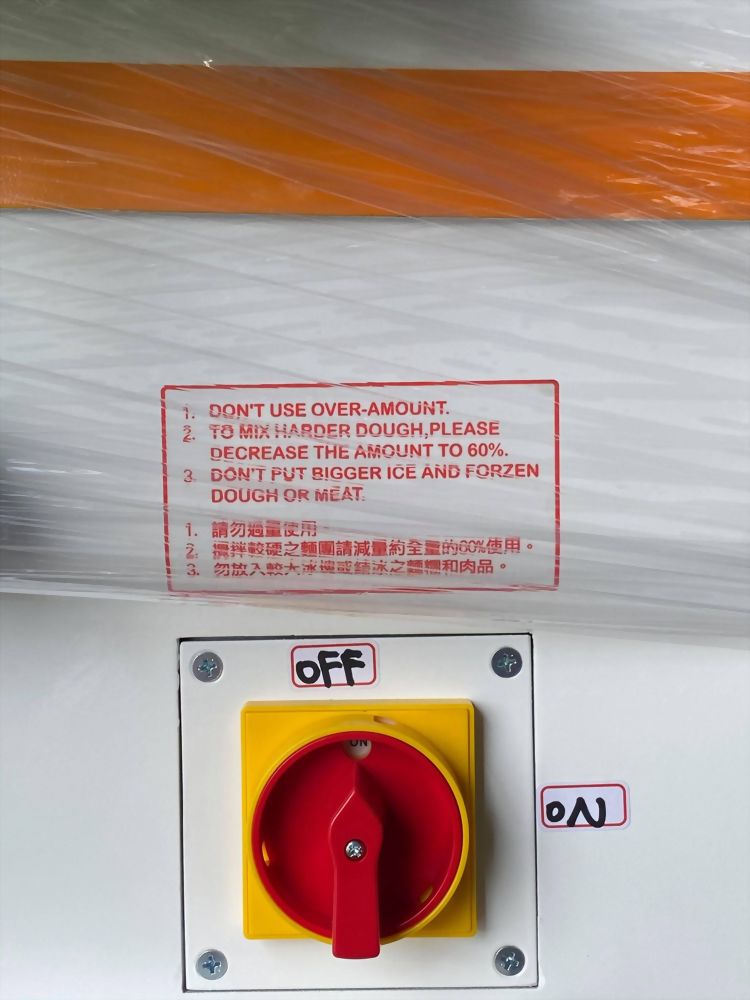 1. DON'T USE OVER-AMOUNT.
2. TO MIX HARDER DOUGH,PLEASE
DECREASE THE AMOUNT TO 60%.
3. DON'T PUT BIGGER ICE AND FORZEN
DOUGH OR MEAT.
1. 請勿過量使用。
2. 攪拌較硬之麵團請減量約全量的60%使用。
3. 勿放入較大冰塊或結冰之麵糰和肉品。
OFF
ON
ON